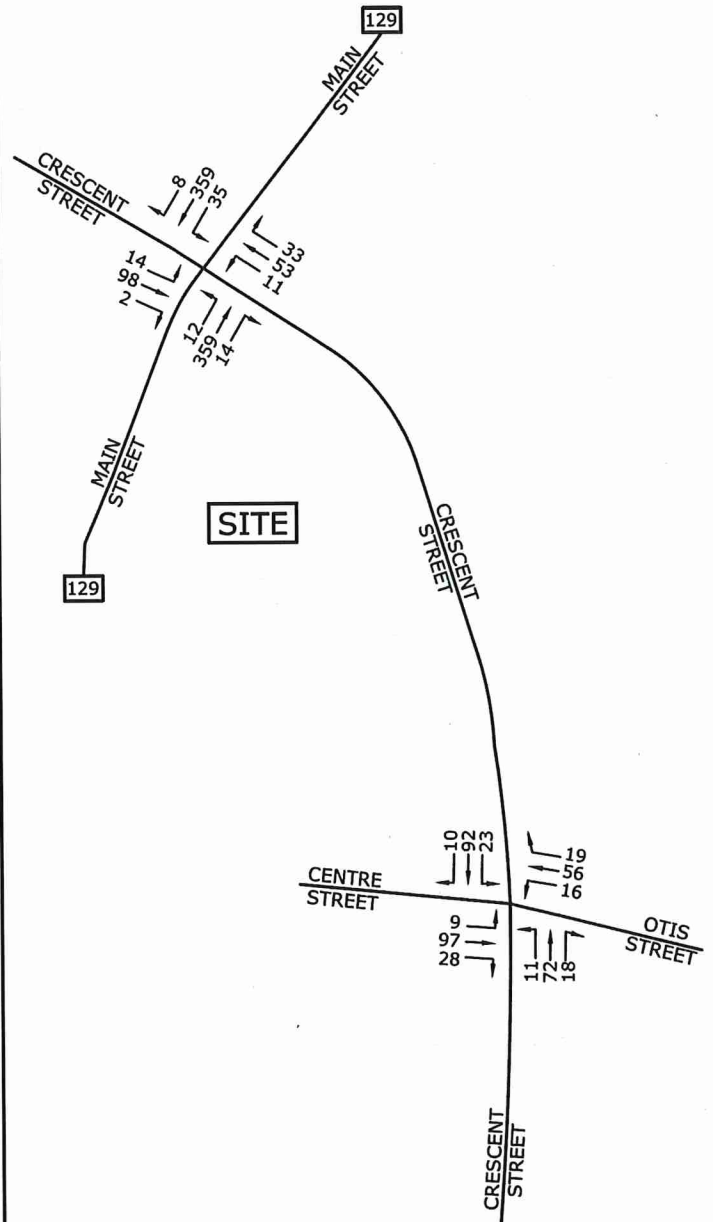 129
MAIN
STREET
CRESCENT
STREET
8
359
35
33
53
11
14
98
2
12
359
14
MAIN
STREET
SITE
129
CRESCENT
STREET
10
92
23
19
56
16
CENTRE
STREET
9
97
28
11
72
18
OTIS
STREET
CRESCENT
STREET